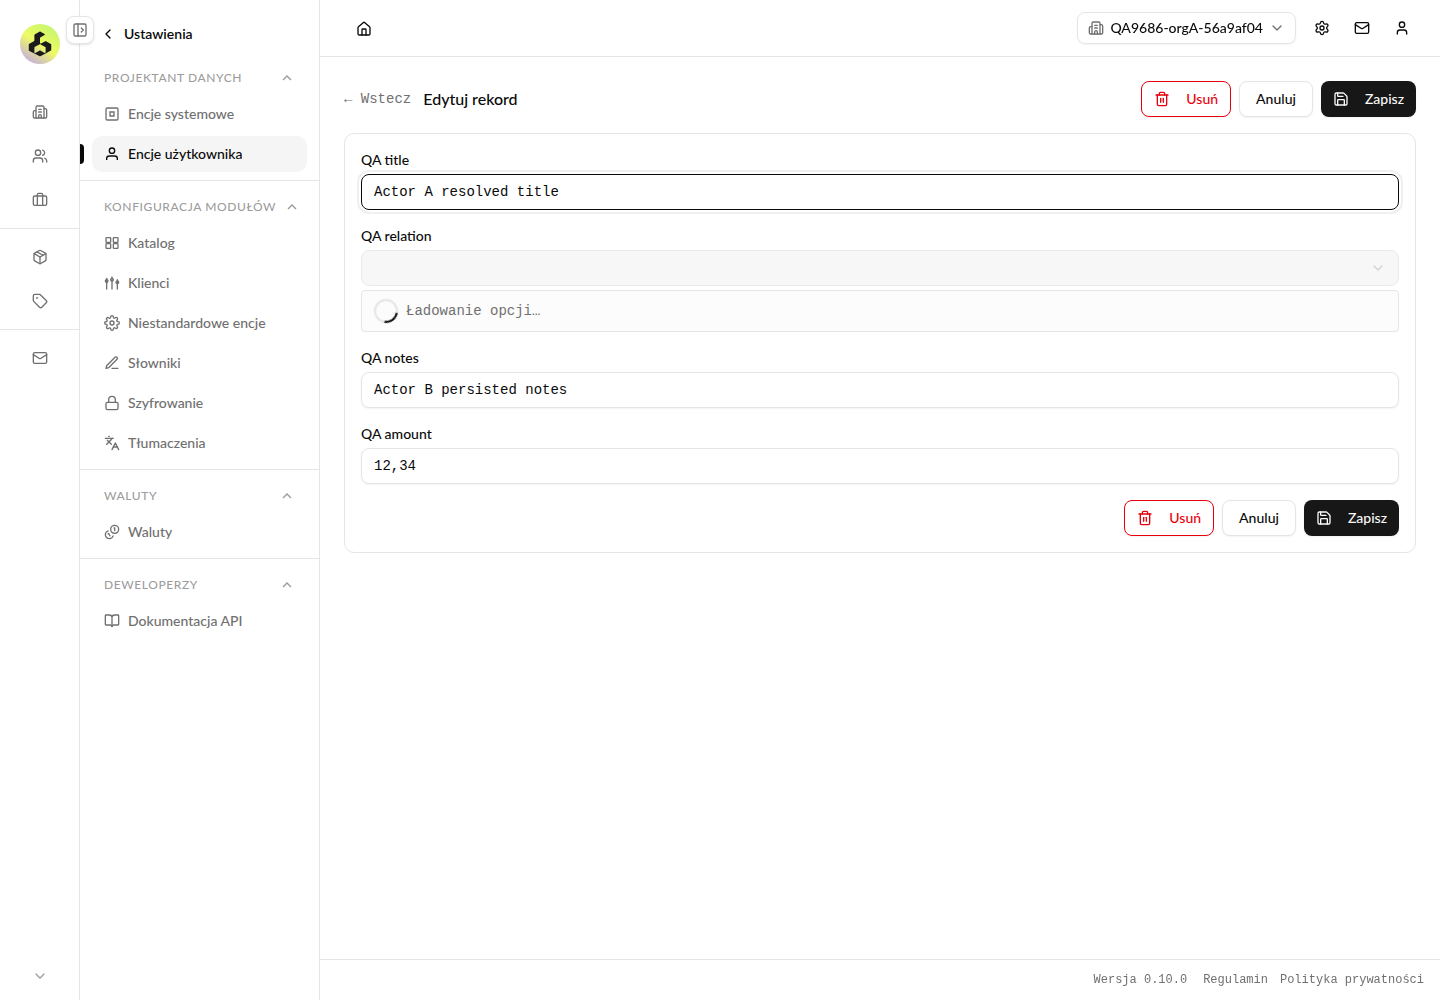 Ustawienia
PROJEKTANT DANYCH
Encje systemowe
Encje użytkownika
KONFIGURACJA MODUŁÓW
Katalog
Klienci
Niestandardowe encje
Słowniki
Szyfrowanie
Tłumaczenia
WALUTY
Waluty
DEWELOPERZY
Dokumentacja API
QA9686-orgA-56a9af04
← Wstecz Edytuj rekord
Usuń Anuluj Zapisz
QA title
Actor A resolved title
QA relation
Ładowanie opcji…
QA notes
Actor B persisted notes
QA amount
12,34
Usuń Anuluj Zapisz
Wersja 0.10.0 Regulamin Polityka prywatności